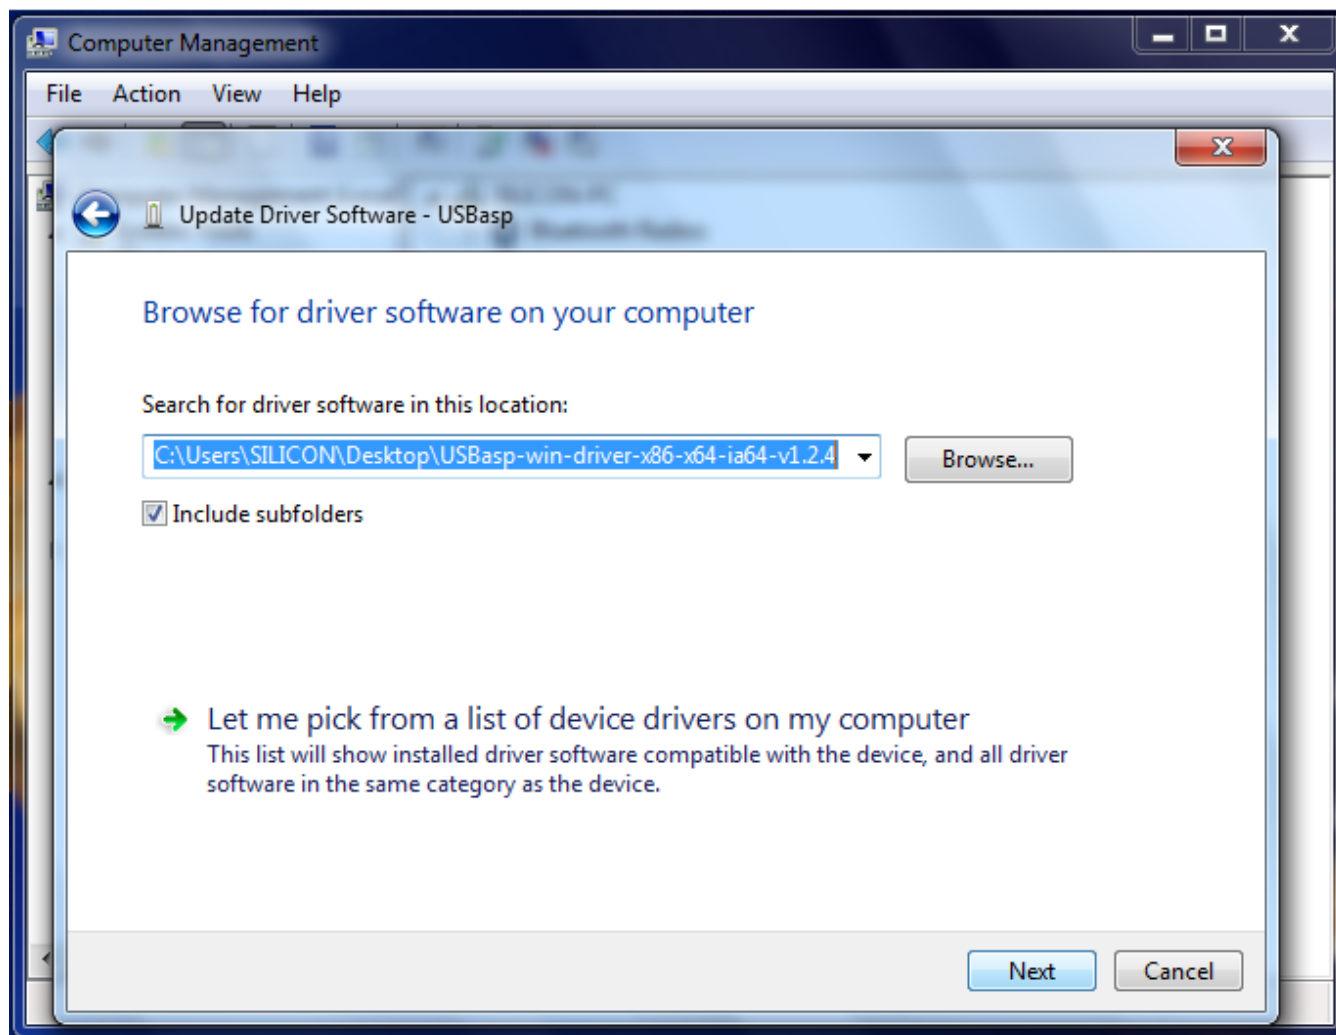 Computer Management
File Action View Help
Update Driver Software - USBasp
Browse for driver software on your computer
Search for driver software in this location:
C:\Users\SILICON\Desktop\USBasp-win-driver-x86-x64-ia64-v1.2.4
Browse...
Include subfolders
Let me pick from a list of device drivers on my computer
This list will show installed driver software compatible with the device, and all driver
software in the same category as the device.
Next Cancel